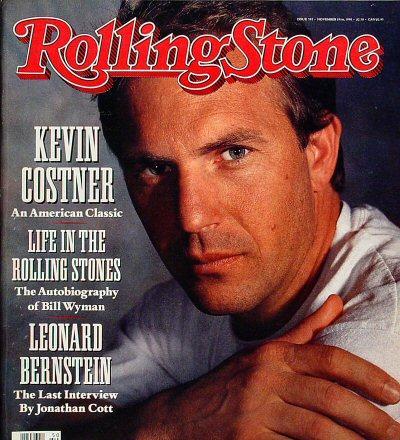 Rolling Stone
KEVIN
COSTNER
An American Classic
LIFE IN THE
ROLLING STONES
The Autobiography
of Bill Wyman
LEONARD
BERNSTEIN
The Last Interview
By Jonathan Cott